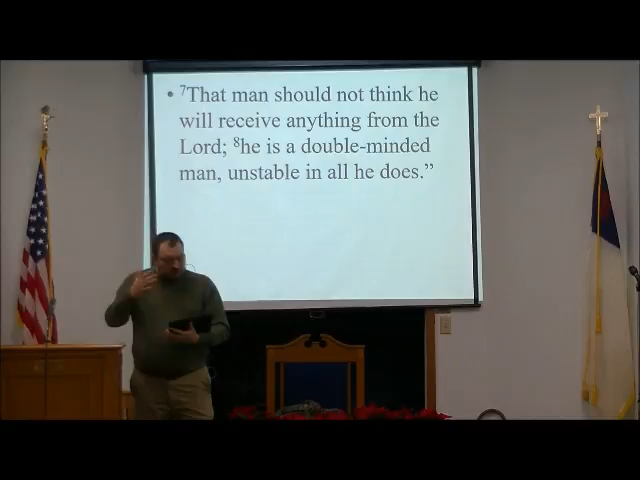 • ⁷That man should not think he
will receive anything from the
Lord; ⁸he is a double-minded
man, unstable in all he does.”